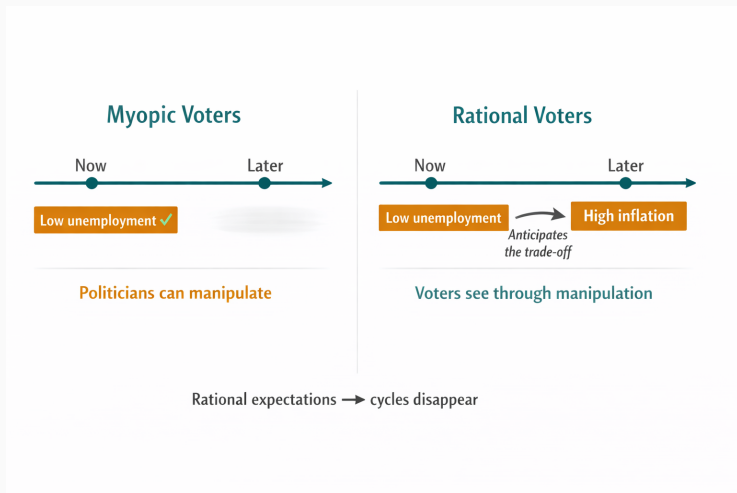 Myopic Voters
Now
Later
Low unemployment ✓
Politicians can manipulate
Rational Voters
Now
Later
Low unemployment
High inflation
Anticipates
the trade-off
Voters see through manipulation
Rational expectations → cycles disappear